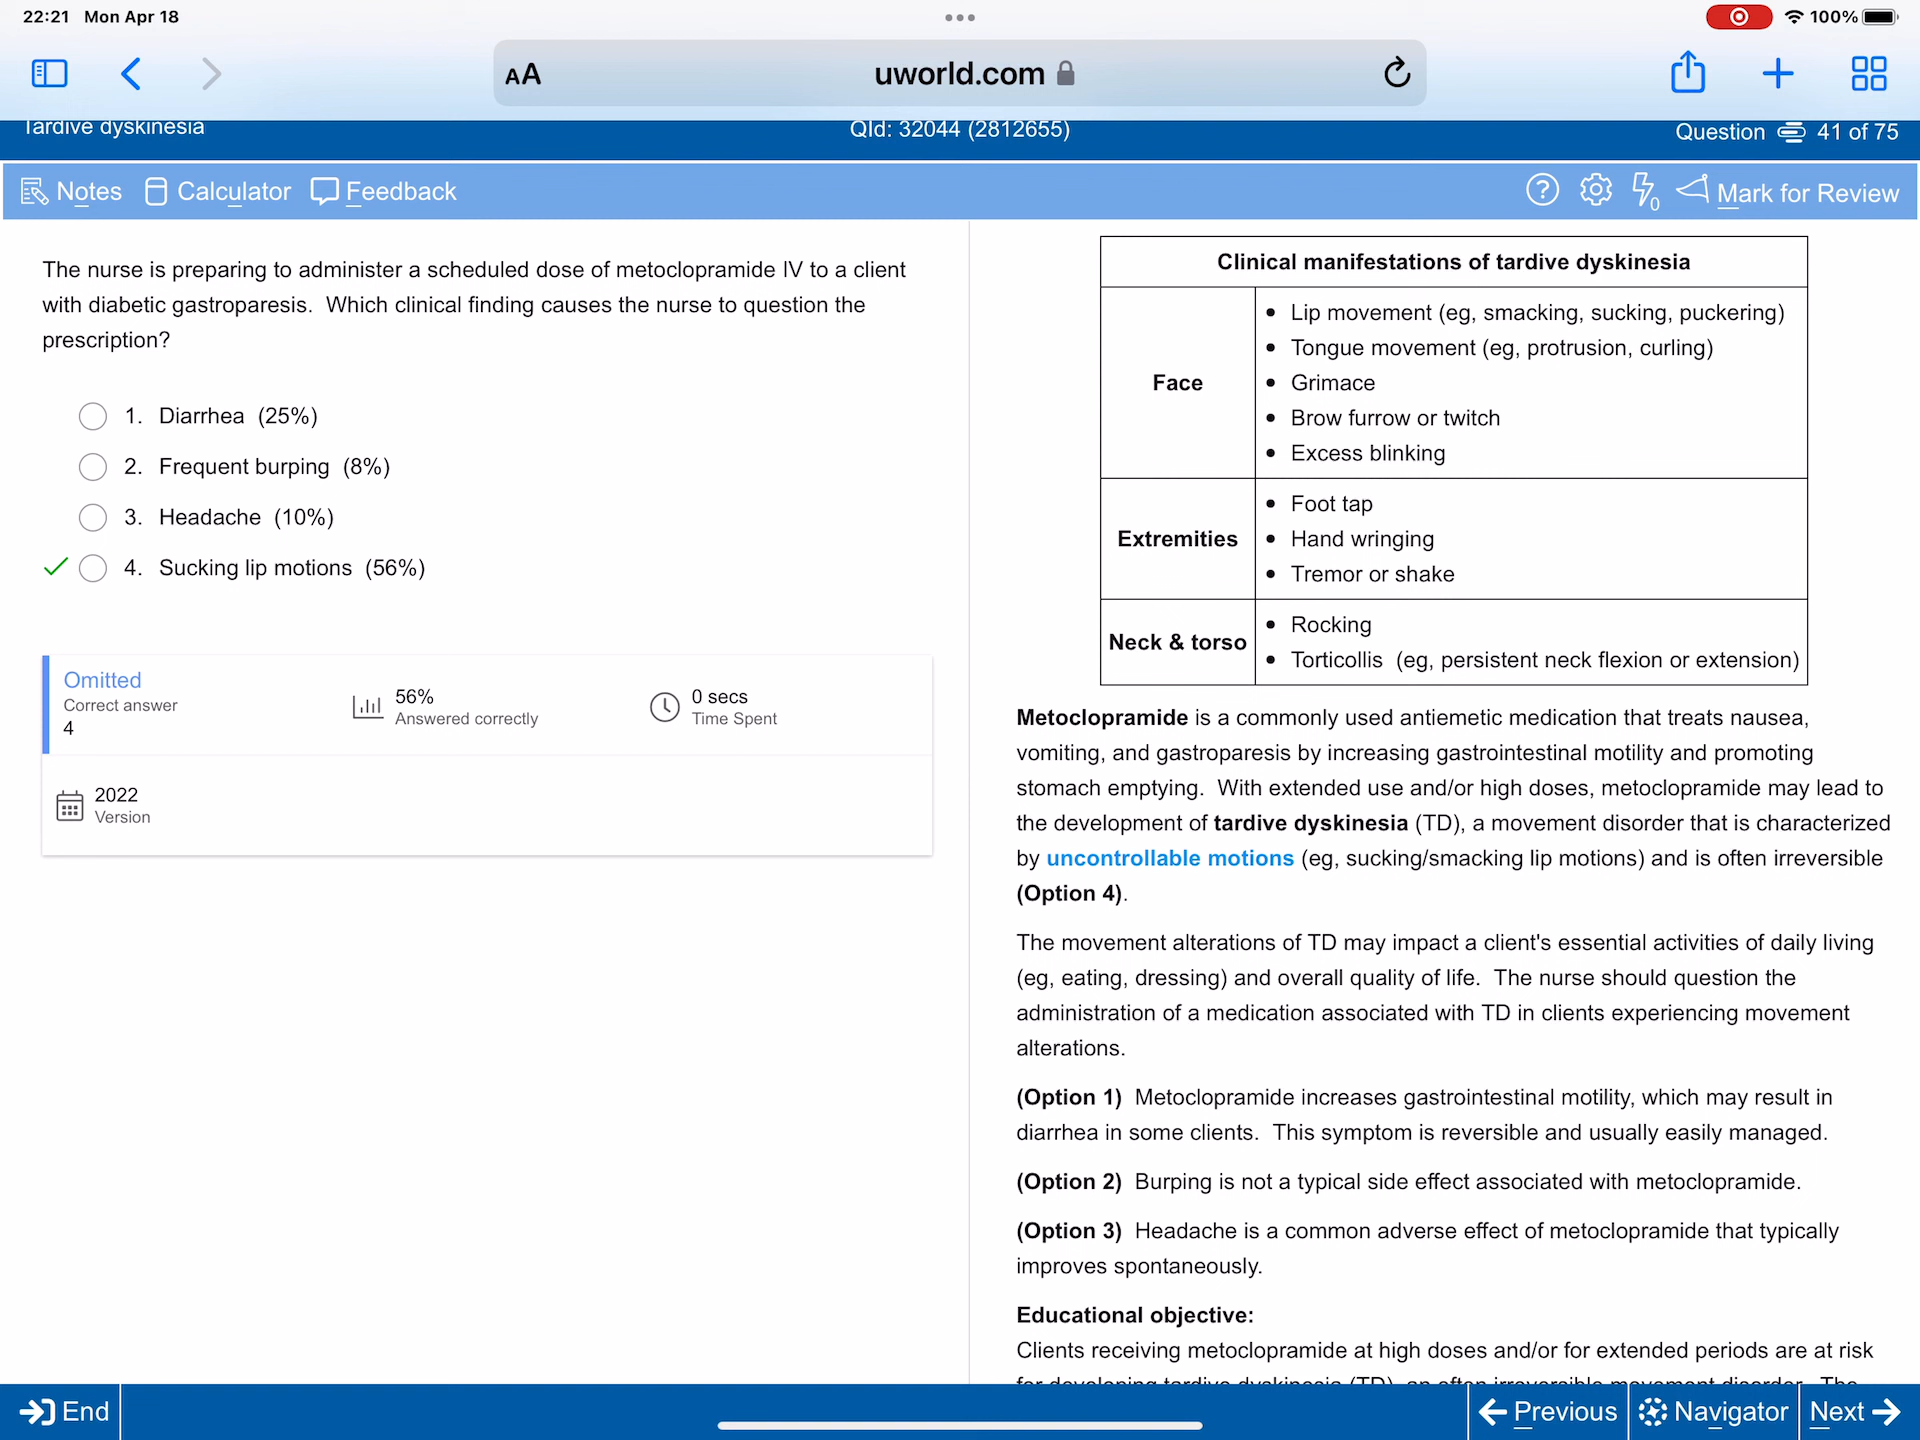 22:21 Mon Apr 18
100%
AA
uworld.com
Tardive dyskinesia
QId: 32044 (2812655)
Question 41 of 75
Notes
Calculator
Feedback
0
Mark for Review
The nurse is preparing to administer a scheduled dose of metoclopramide IV to a client
with diabetic gastroparesis. Which clinical finding causes the nurse to question the
prescription?
1. Diarrhea (25%)
2. Frequent burping (8%)
3. Headache (10%)
4. Sucking lip motions (56%)
Omitted
Correct answer
4
56%
Answered correctly
0 secs
Time Spent
2022
Version
Clinical manifestations of tardive dyskinesia
Face
• Lip movement (eg, smacking, sucking, puckering)
• Tongue movement (eg, protrusion, curling)
• Grimace
• Brow furrow or twitch
• Excess blinking
Extremities
• Foot tap
• Hand wringing
• Tremor or shake
Neck & torso
• Rocking
• Torticollis (eg, persistent neck flexion or extension)
Metoclopramide is a commonly used antiemetic medication that treats nausea,
vomiting, and gastroparesis by increasing gastrointestinal motility and promoting
stomach emptying. With extended use and/or high doses, metoclopramide may lead to
the development of tardive dyskinesia (TD), a movement disorder that is characterized
by uncontrollable motions (eg, sucking/smacking lip motions) and is often irreversible
(Option 4).
The movement alterations of TD may impact a client's essential activities of daily living
(eg, eating, dressing) and overall quality of life. The nurse should question the
administration of a medication associated with TD in clients experiencing movement
alterations.
(Option 1) Metoclopramide increases gastrointestinal motility, which may result in
diarrhea in some clients. This symptom is reversible and usually easily managed.
(Option 2) Burping is not a typical side effect associated with metoclopramide.
(Option 3) Headache is a common adverse effect of metoclopramide that typically
improves spontaneously.
Educational objective:
Clients receiving metoclopramide at high doses and/or for extended periods are at risk
for developing tardive dyskinesia (TD), an often irreversible movement disorder. The
End
Previous
Navigator
Next